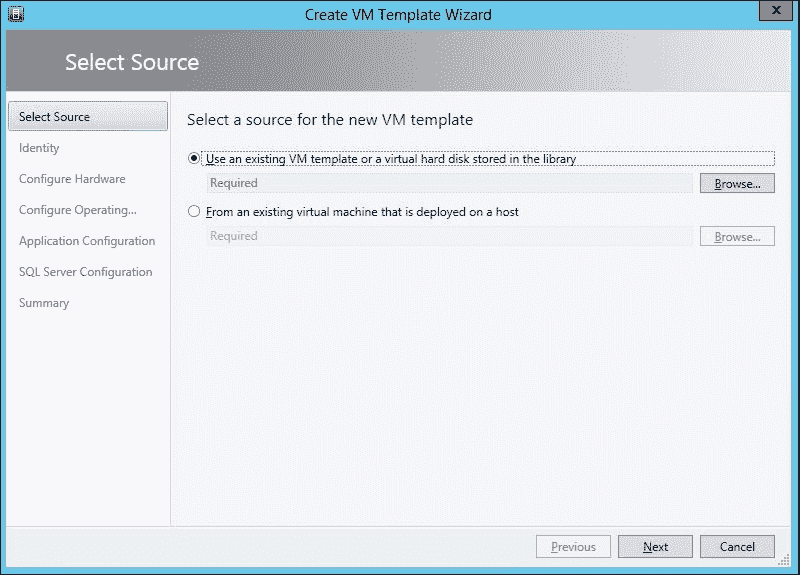 Create VM Template Wizard
x
Select Source
Select Source
Identity
Configure Hardware
Configure Operating...
Application Configuration
SQL Server Configuration
Summary
Select a source for the new VM template
Use an existing VM template or a virtual hard disk stored in the library
Required Browse...
From an existing virtual machine that is deployed on a host
Required Browse...
Previous Next Cancel